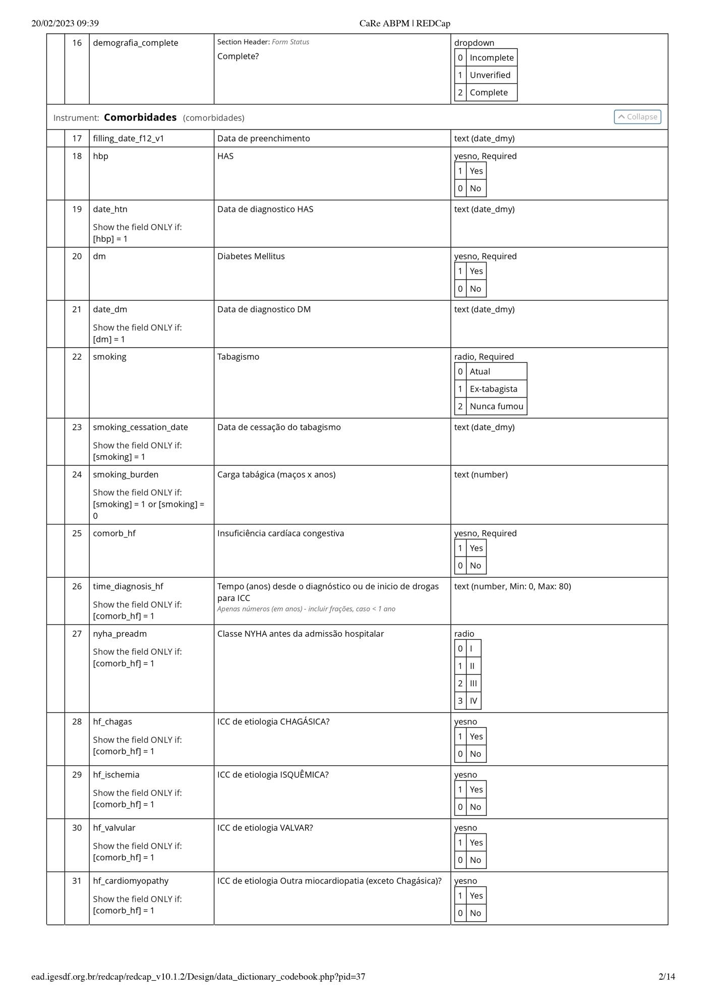 20/02/2023 09:39
CaRe ABPM | REDCap
16 demografia_complete Section Header: Form Status dropdown
Complete?
0 Incomplete
1 Unverified
2 Complete
Instrument: Comorbidades (comorbidades) Collapse
17 filling_date_f12_v1 Data de preenchimento text (date_dmy)
18 hbp HAS yesno, Required
1 Yes
0 No
19 date_htn Data de diagnostico HAS text (date_dmy)
Show the field ONLY if:
[hbp] = 1
20 dm Diabetes Mellitus yesno, Required
1 Yes
0 No
21 date_dm Data de diagnostico DM text (date_dmy)
Show the field ONLY if:
[dm] = 1
22 smoking Tabagismo radio, Required
0 Atual
1 Ex-tabagista
2 Nunca fumou
23 smoking_cessation_date Data de cessação do tabagismo text (date_dmy)
Show the field ONLY if:
[smoking] = 1
24 smoking_burden Carga tabágica (maços x anos) text (number)
Show the field ONLY if:
[smoking] = 1 or [smoking] =
0
25 comorb_hf Insuficiência cardíaca congestiva yesno, Required
1 Yes
0 No
26 time_diagnosis_hf Tempo (anos) desde o diagnóstico ou de inicio de drogas text (number, Min: 0, Max: 80)
para ICC
Show the field ONLY if: Apenas números (em anos) - incluir frações, caso < 1 ano
[comorb_hf] = 1
27 nyha_preadm Classe NYHA antes da admissão hospitalar radio
Show the field ONLY if:
[comorb_hf] = 1
0 I
1 II
2 III
3 IV
28 hf_chagas ICC de etiologia CHAGÁSICA? yesno
Show the field ONLY if:
[comorb_hf] = 1
1 Yes
0 No
29 hf_ischemia ICC de etiologia ISQUÊMICA? yesno
Show the field ONLY if:
[comorb_hf] = 1
1 Yes
0 No
30 hf_valvular ICC de etiologia VALVAR? yesno
Show the field ONLY if:
[comorb_hf] = 1
1 Yes
0 No
31 hf_cardiomyopathy ICC de etiologia Outra miocardiopatia (exceto Chagásica)? yesno
Show the field ONLY if:
[comorb_hf] = 1
1 Yes
0 No
ead.igesdf.org.br/redcap/redcap_v10.1.2/Design/data_dictionary_codebook.php?pid=37
2/14